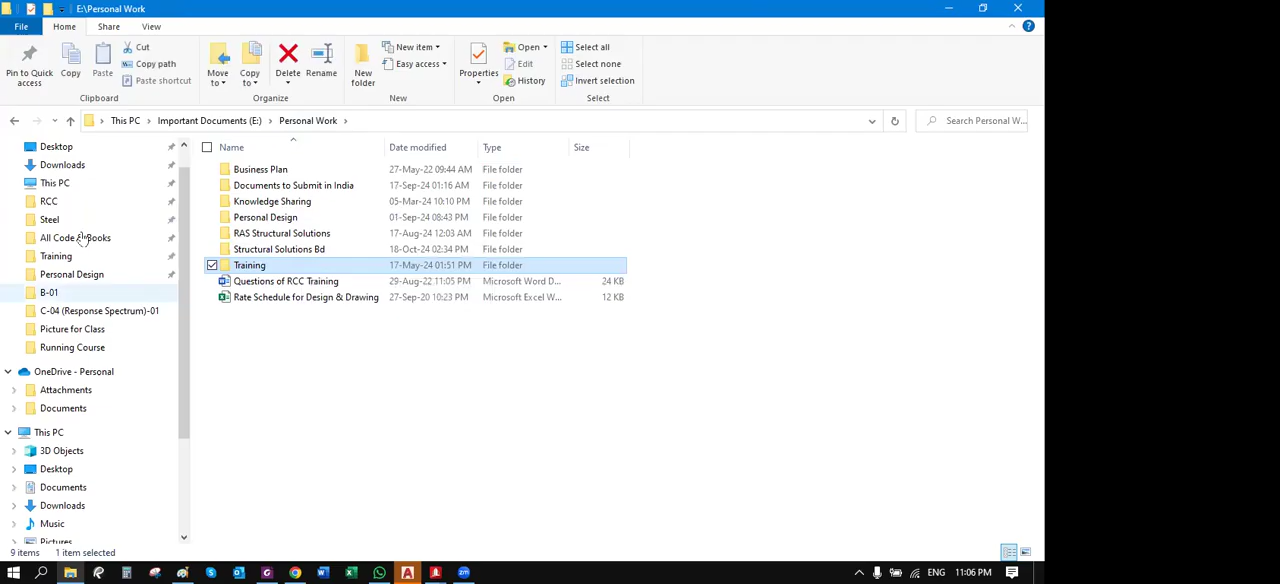 E:\Personal Work
File Home Share View
Pin to Quick access
Copy
Paste
Cut
Copy path
Paste shortcut
Clipboard
Move to
Copy to
Delete
Rename
Organize
New folder
New item
Easy access
New
Properties
Open
Edit
History
Open
Select all
Select none
Invert selection
Select
This PC > Important Documents (E:) > Personal Work >
Search Personal W...
Desktop
Downloads
This PC
RCC
Steel
All Code Books
Training
Personal Design
B-01
C-04 (Response Spectrum)-01
Picture for Class
Running Course
OneDrive - Personal
Attachments
Documents
This PC
3D Objects
Desktop
Documents
Downloads
Music
Pictures
Name Date modified Type Size
Business Plan 27-May-22 09:44 AM File folder
Documents to Submit in India 17-Sep-24 01:16 AM File folder
Knowledge Sharing 05-Mar-24 10:10 PM File folder
Personal Design 01-Sep-24 08:43 PM File folder
RAS Structural Solutions 17-Aug-24 12:03 AM File folder
Structural Solutions Bd 18-Oct-24 02:34 PM File folder
Training 17-May-24 01:51 PM File folder
Questions of RCC Training 29-Aug-22 11:05 PM Microsoft Word D... 24 KB
Rate Schedule for Design & Drawing 27-Sep-20 10:23 PM Microsoft Excel W... 12 KB
9 items 1 item selected
ENG 11:06 PM